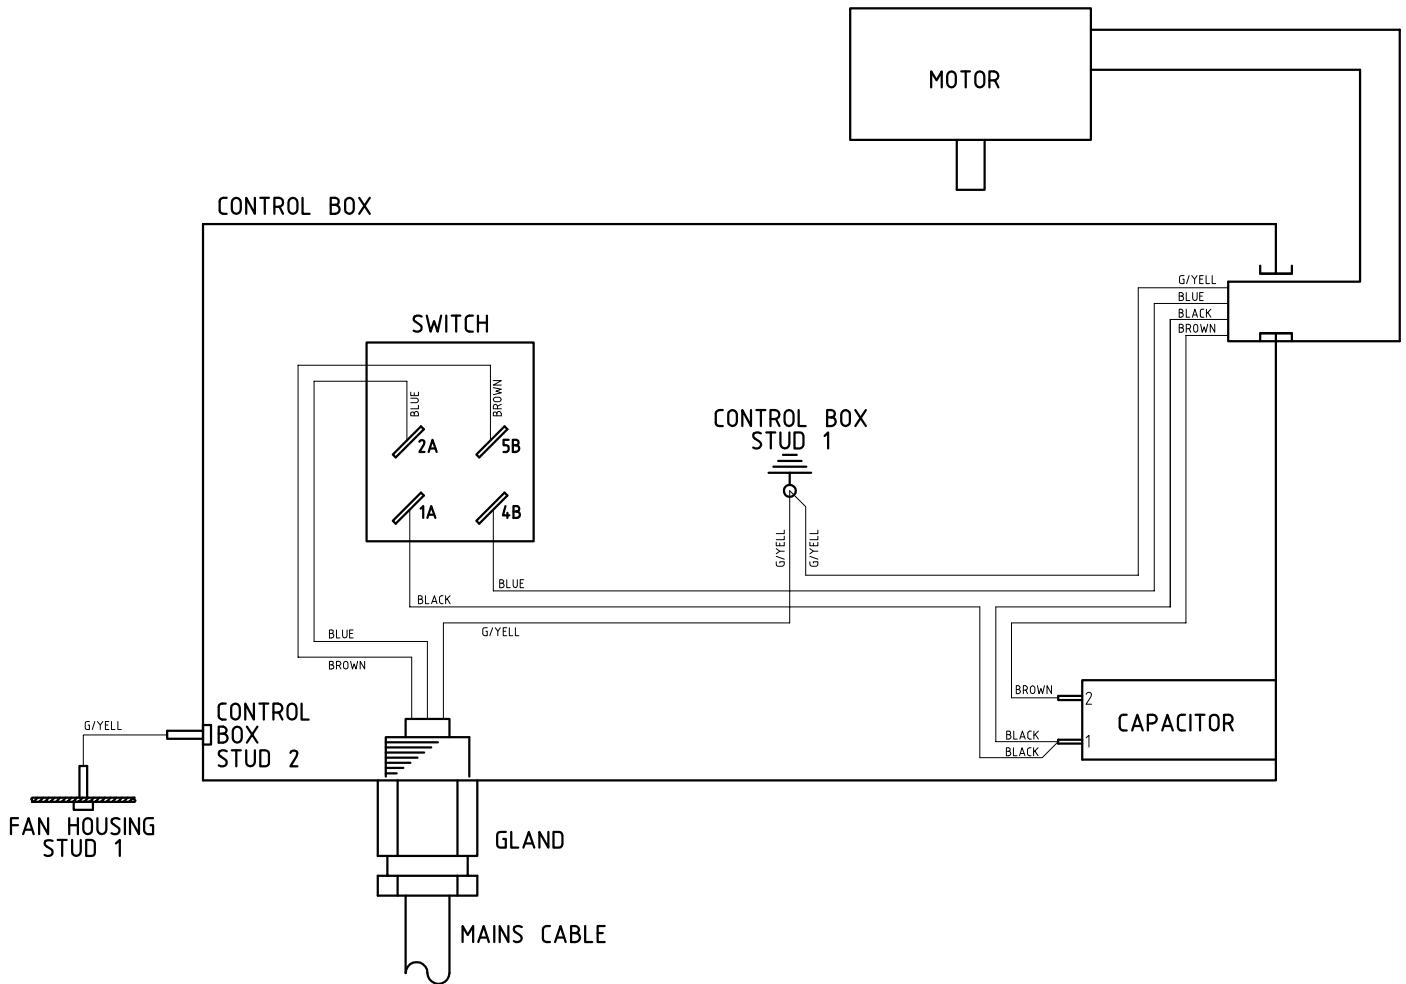 MOTOR
CONTROL BOX
G/YELL
BLUE
BLACK
BROWN
SWITCH
BLUE
BROWN
2A
5B
1A
4B
CONTROL BOX
STUD 1
G/YELL
G/YELL
BLUE
BLACK
G/YELL
BLUE
BROWN
BROWN
2
CAPACITOR
BLACK
1
BLACK
G/YELL
CONTROL
BOX
STUD 2
FAN HOUSING
STUD 1
GLAND
MAINS CABLE